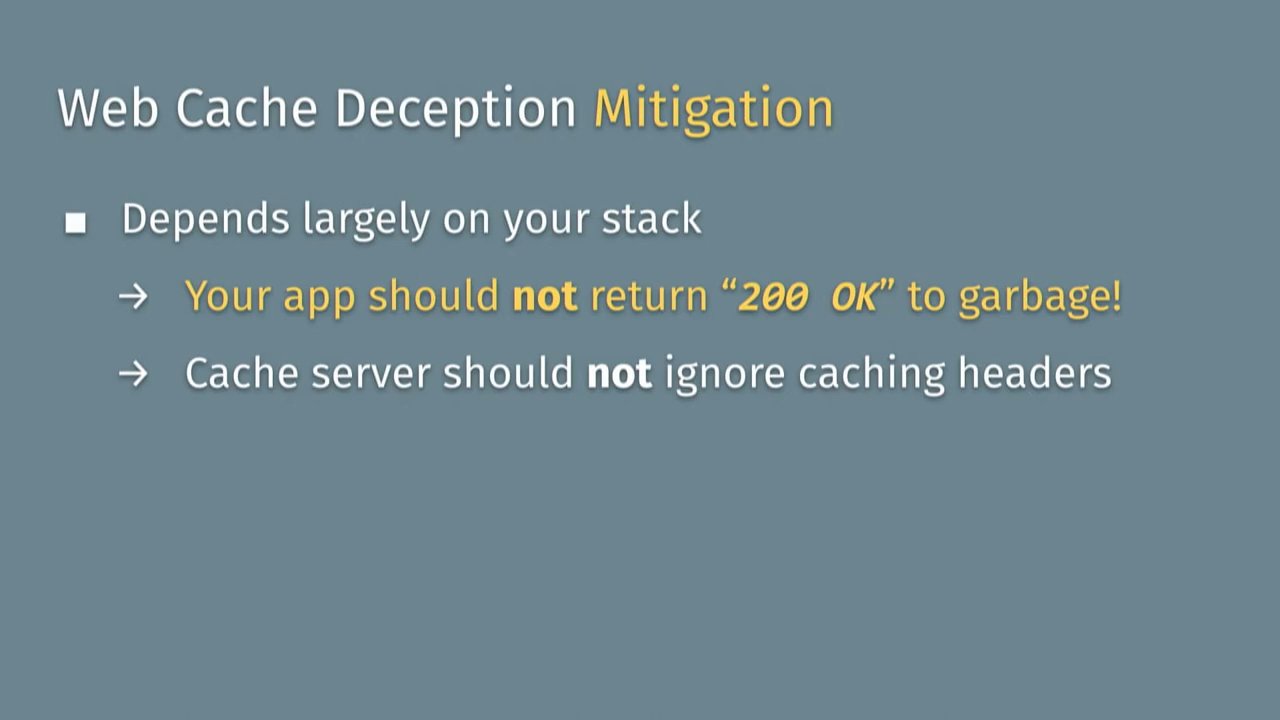 Web Cache Deception Mitigation
▪ Depends largely on your stack
→ Your app should not return “200 OK” to garbage!
→ Cache server should not ignore caching headers